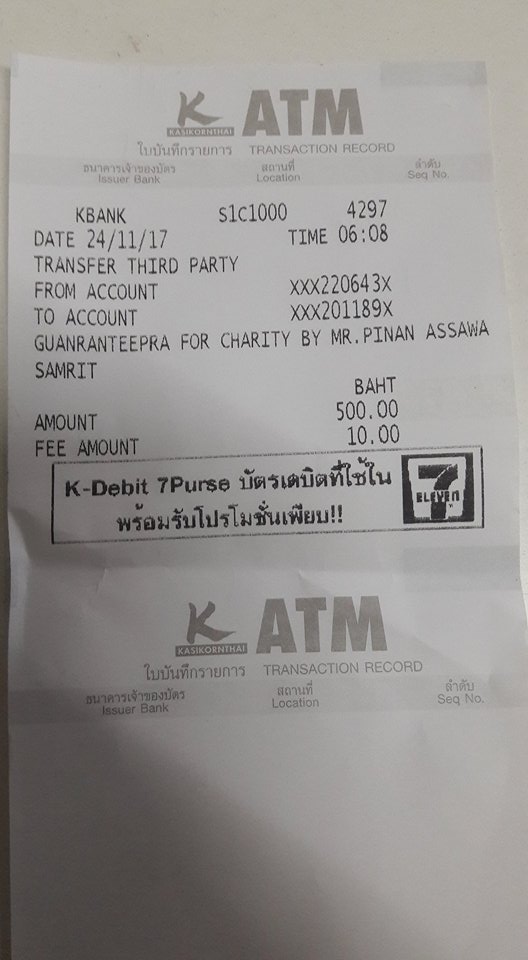 K ATM
KASIKORNTHAI
ใบบันทึกรายการ TRANSACTION RECORD
ธนาคารเจ้าของบัตร สถานที่ ลำดับ
Issuer Bank Location Seq No.
KBANK S1C1000 4297
DATE 24/11/17 TIME 06:08
TRANSFER THIRD PARTY
FROM ACCOUNT XXX220643X
TO ACCOUNT XXX201189X
GUANRANTEEPRA FOR CHARITY BY MR.PINAN ASSAWA
SAMRIT
BAHT
AMOUNT 500.00
FEE AMOUNT 10.00
K-Debit 7Purse บัตรเดบิตที่ใช้ใน 7 ELEVEn
พร้อมรับโปรโมชั่นเพียบ!!
K ATM
KASIKORNTHAI
ใบบันทึกรายการ TRANSACTION RECORD
ธนาคารเจ้าของบัตร สถานที่ ลำดับ
Issuer Bank Location Seq No.